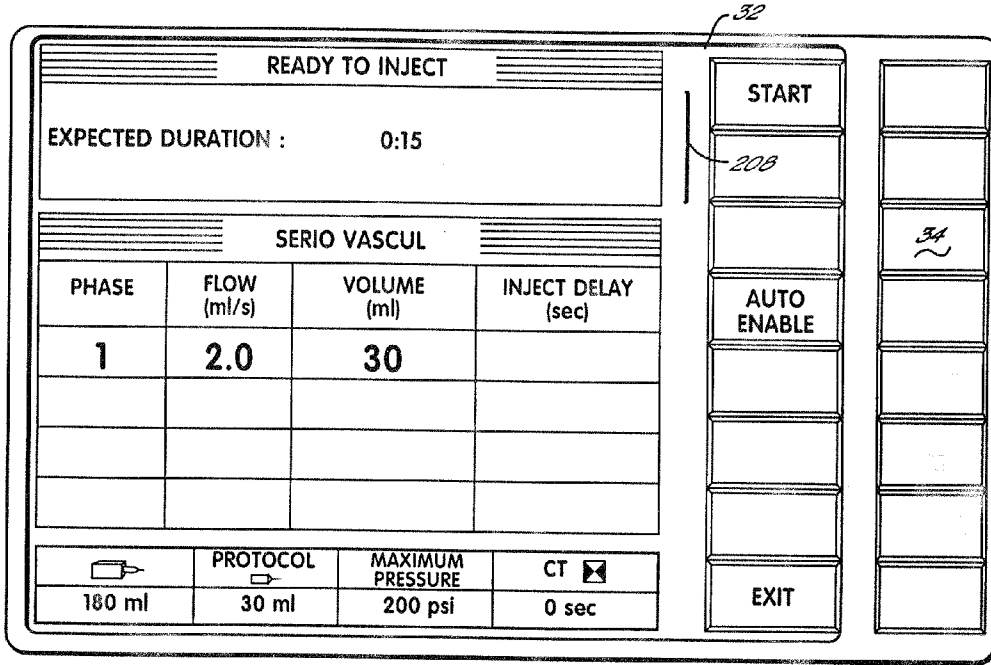 32
READY TO INJECT
EXPECTED DURATION : 0:15
208
SERIO VASCUL
PHASE FLOW (ml/s) VOLUME (ml) INJECT DELAY (sec)
1 2.0 30
180 ml
PROTOCOL
30 ml
MAXIMUM PRESSURE
200 psi
CT
0 sec
START
AUTO
ENABLE
EXIT
34